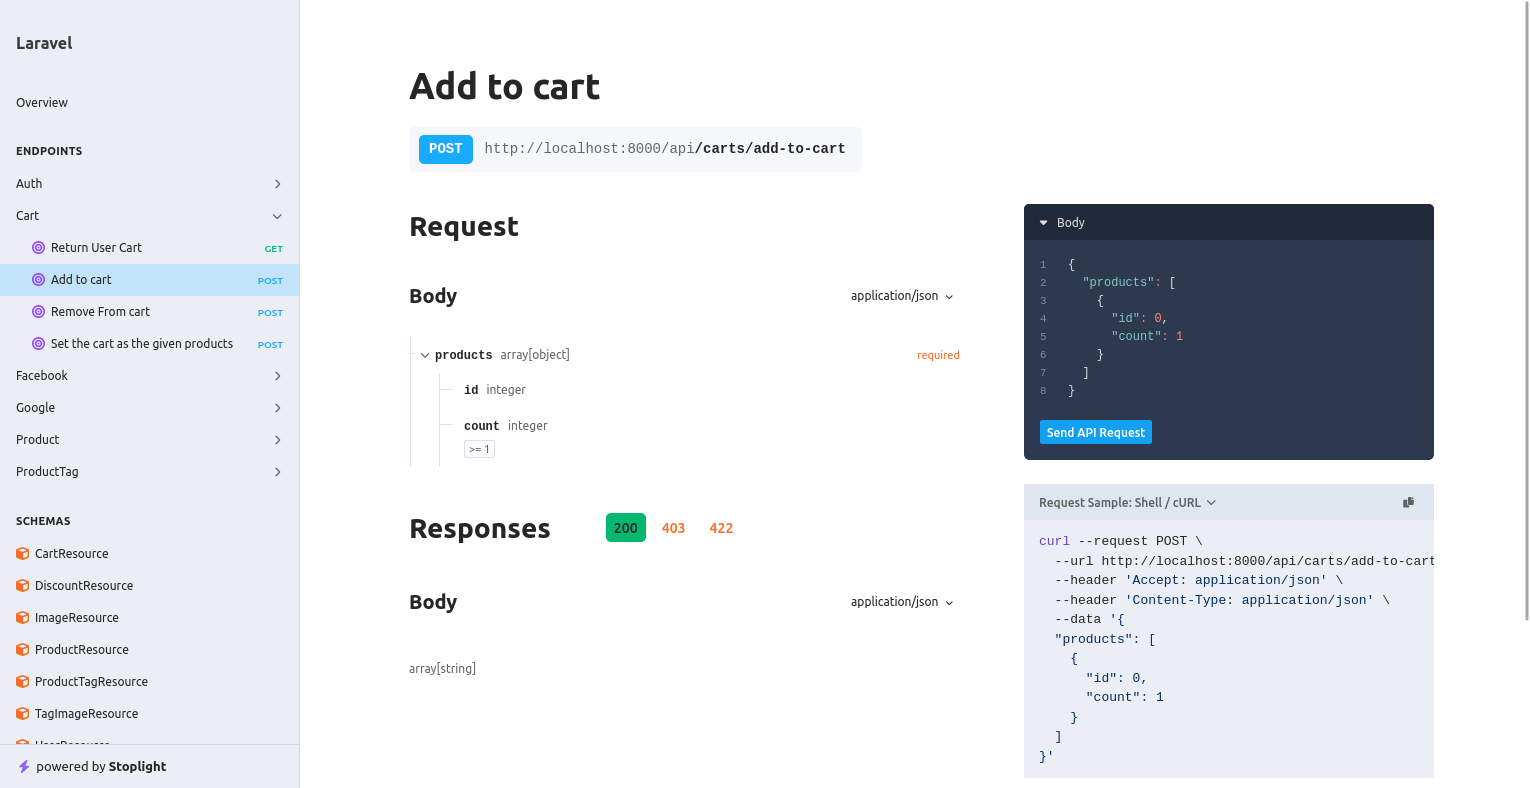 Laravel
Overview
ENDPOINTS
Auth
Cart
Return User Cart GET
Add to cart POST
Remove From cart POST
Set the cart as the given products POST
Facebook
Google
Product
ProductTag
SCHEMAS
CartResource
DiscountResource
ImageResource
ProductResource
ProductTagResource
TagImageResource
powered by Stoplight
Add to cart
POST http://localhost:8000/api/carts/add-to-cart
Request
Body application/json
products array[object] required
id integer
count integer
>= 1
Responses 200 403 422
Body application/json
array[string]
Body
1 {
2 "products": [
3 {
4 "id": 0,
5 "count": 1
6 }
7 ]
8 }
Send API Request
Request Sample: Shell / cURL
curl --request POST \
--url http://localhost:8000/api/carts/add-to-cart
--header 'Accept: application/json' \
--header 'Content-Type: application/json' \
--data '{
"products": [
{
"id": 0,
"count": 1
}
]
}'